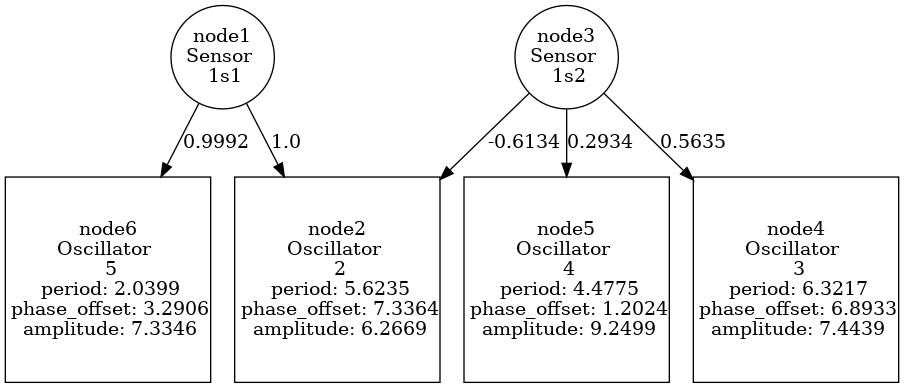 node1
Sensor
1s1
node3
Sensor
1s2
0.9992
1.0
-0.6134
0.2934
0.5635
node6
Oscillator
5
period: 2.0399
phase_offset: 3.2906
amplitude: 7.3346
node2
Oscillator
2
period: 5.6235
phase_offset: 7.3364
amplitude: 6.2669
node5
Oscillator
4
period: 4.4775
phase_offset: 1.2024
amplitude: 9.2499
node4
Oscillator
3
period: 6.3217
phase_offset: 6.8933
amplitude: 7.4439